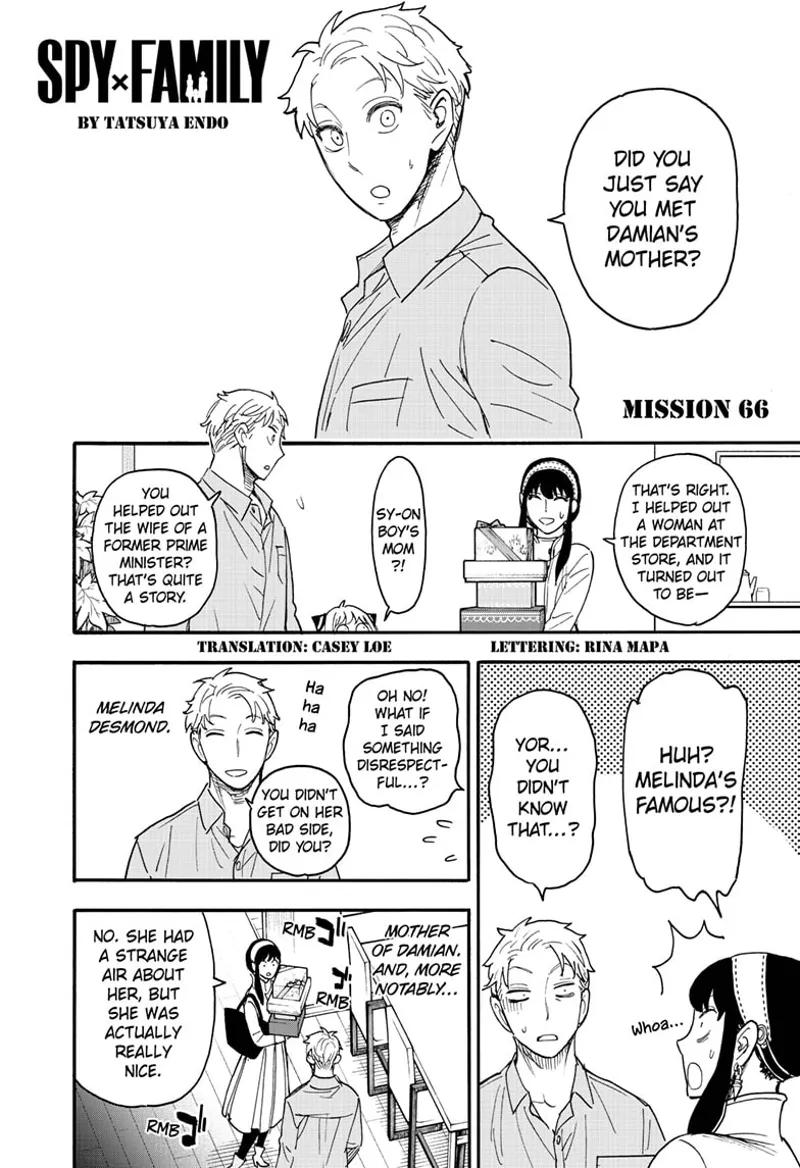 SPY×FAMILY
BY TATSUYA ENDO
DID YOU
JUST SAY
YOU MET
DAMIAN'S
MOTHER?
MISSION 66
THAT'S RIGHT.
I HELPED OUT
A WOMAN AT
THE DEPARTMENT
STORE, AND IT
TURNED OUT
TO BE—
SY-ON
BOY'S
MOM
?!
YOU
HELPED OUT
THE WIFE OF A
FORMER PRIME
MINISTER?
THAT'S QUITE
A STORY.
TRANSLATION: CASEY LOE
LETTERING: RINA MAPA
HUH?
MELINDA'S
FAMOUS?!
YOR...
YOU
DIDN'T
KNOW
THAT...?
Whoa...
OH NO!
WHAT IF
I SAID
SOMETHING
DISRESPECT-
FUL...?
Ha
ha
ha
YOU DIDN'T
GET ON HER
BAD SIDE,
DID YOU?
MELINDA
DESMOND.
MOTHER
OF DAMIAN.
AND, MORE
NOTABLY...
RMB ゴ
RMB ゴ
NO. SHE HAD
A STRANGE
AIR ABOUT
HER, BUT
SHE WAS
ACTUALLY
REALLY
NICE.
RMB ゴ